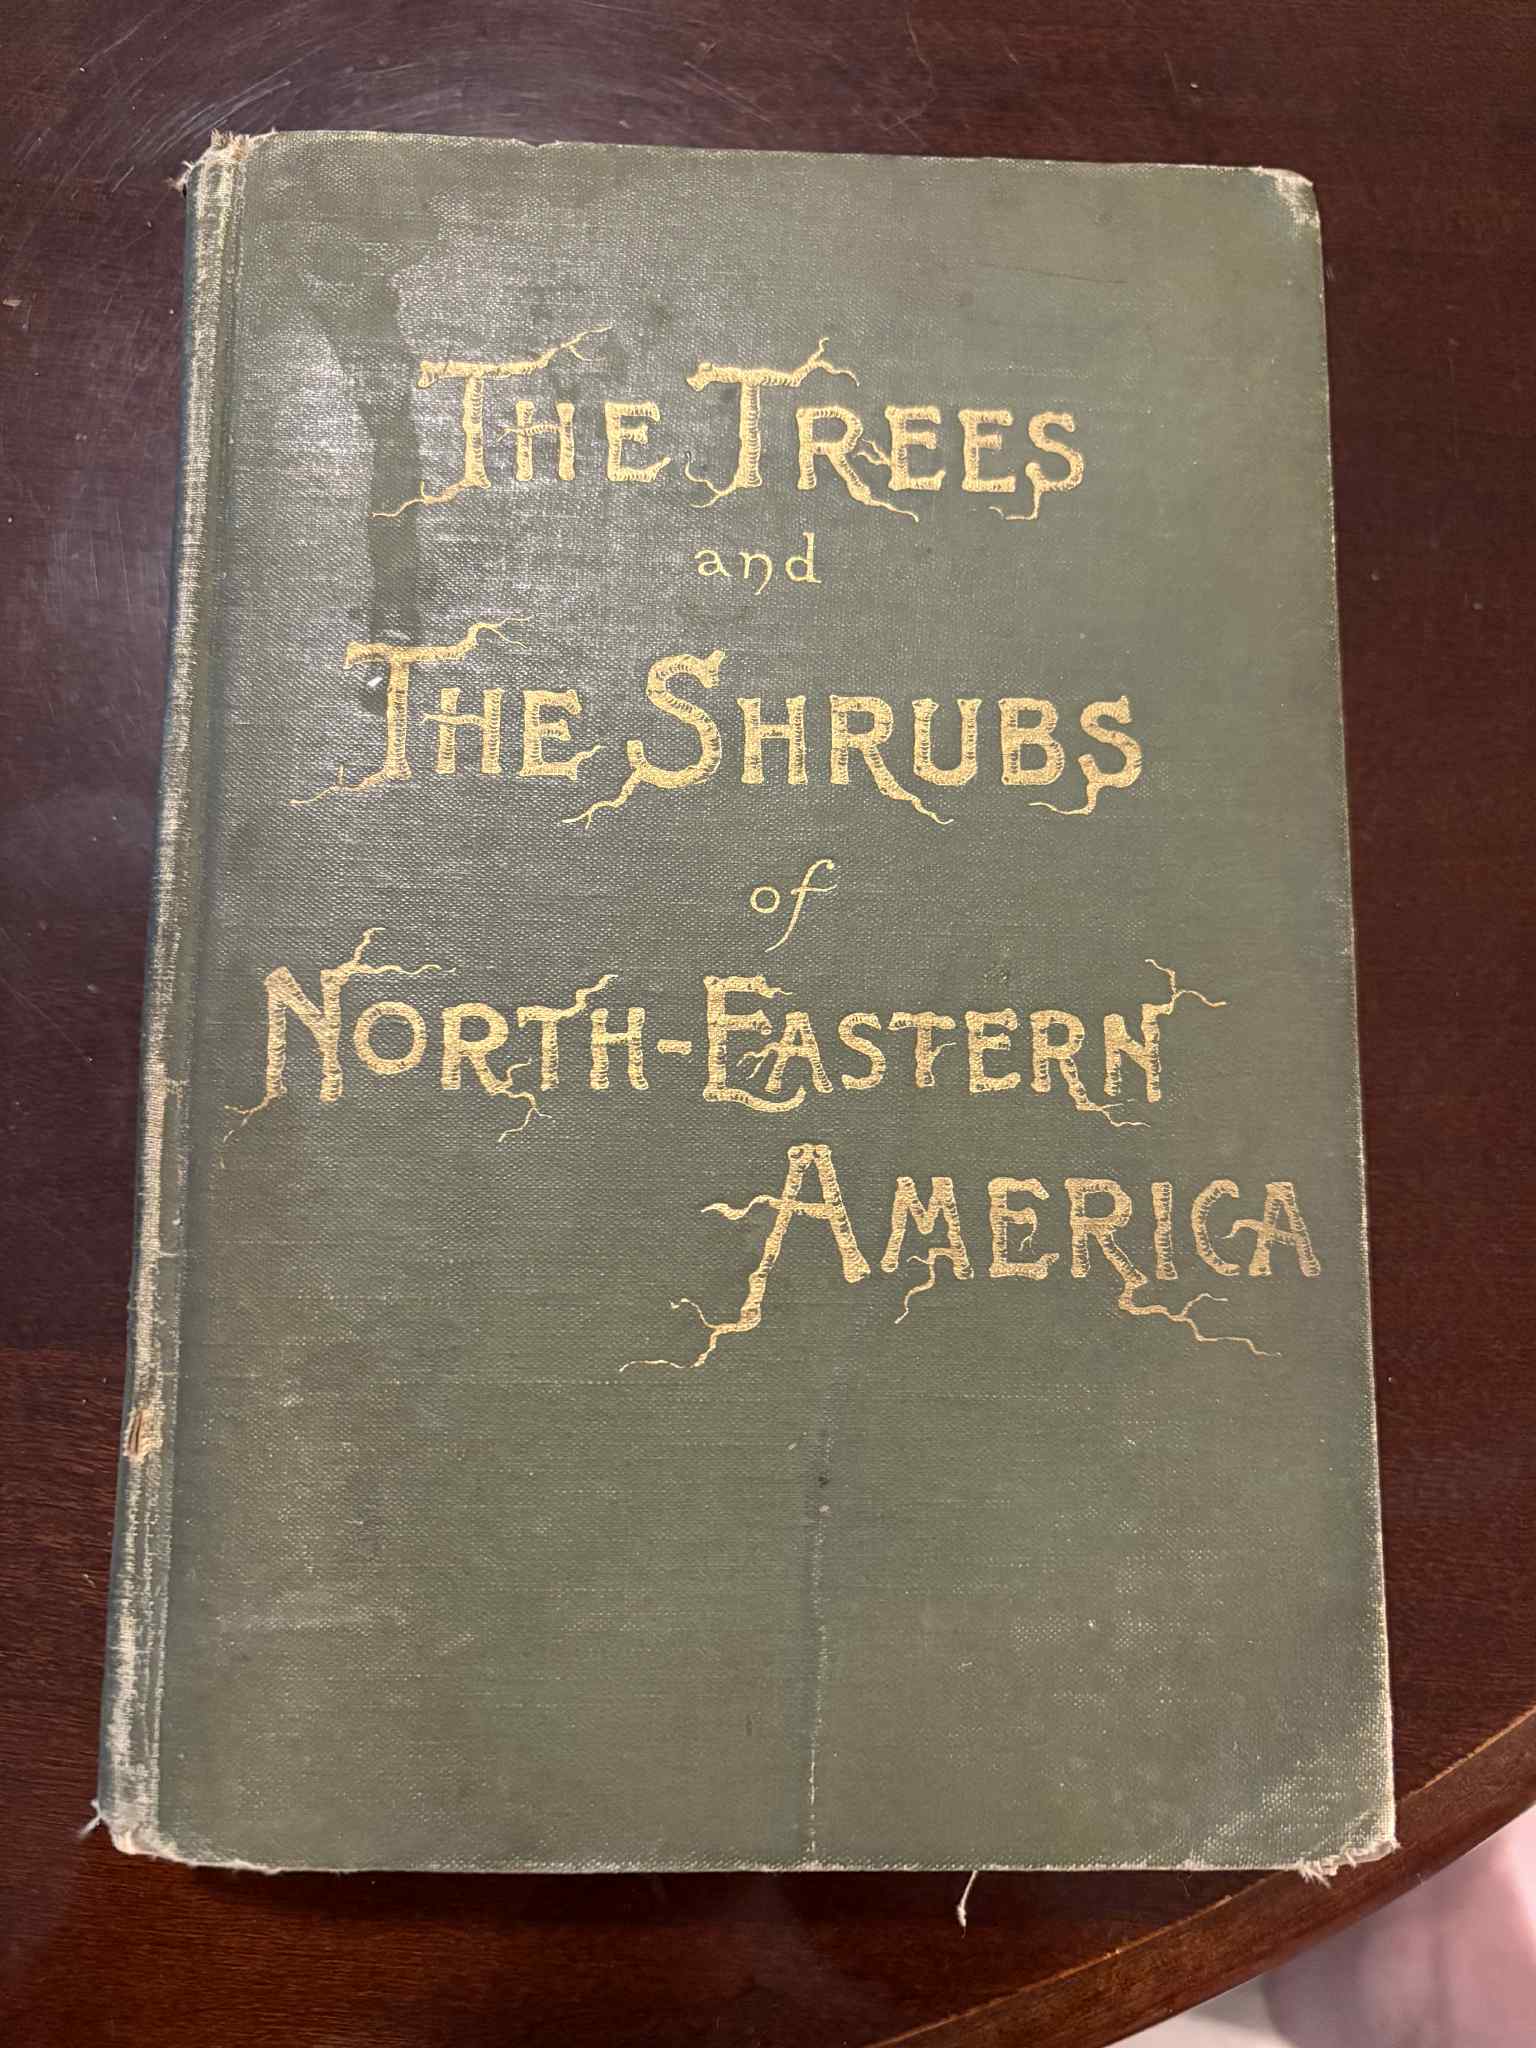 THE TREES
and
THE SHRUBS
of
NORTH-EASTERN
AMERICA